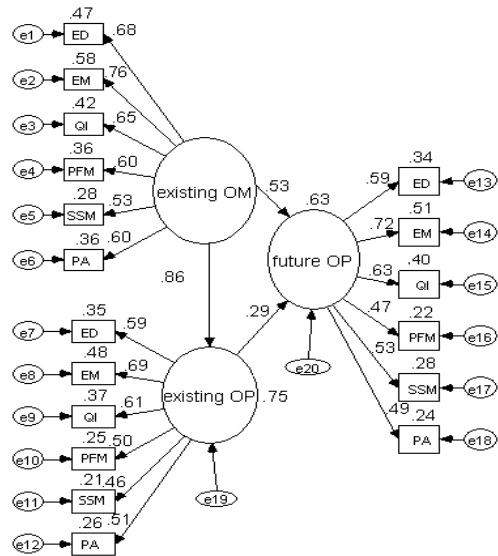 .47
e1 ED .68
.58
e2 EM .76
.42
e3 QI .65
.36
e4 PFM .60
.28
e5 SSM .53
.36
e6 PA .60
existing OM
.53
.86
.63
future OP
.34
.59 ED e13
.51
.72 EM e14
.40
.63 QI e15
.22
.47 PFM e16
.28
.53 SSM e17
.24
.49 PA e18
.29
e20
.35
e7 ED .59
.48
e8 EM .69
.37
e9 QI .61
.25
e10 PFM .50
.21
e11 SSM .46
.26
e12 PA .51
existing OP
.75
e19